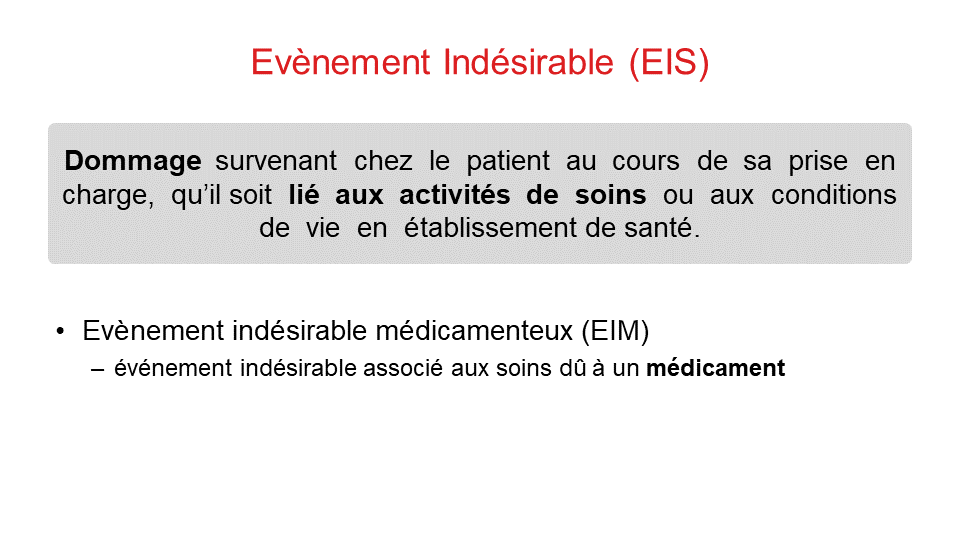 Evènement Indésirable (EIS)
Dommage survenant chez le patient au cours de sa prise en
charge, qu’il soit lié aux activités de soins ou aux conditions
de vie en établissement de santé.
• Evènement indésirable médicamenteux (EIM)
– événement indésirable associé aux soins dû à un médicament